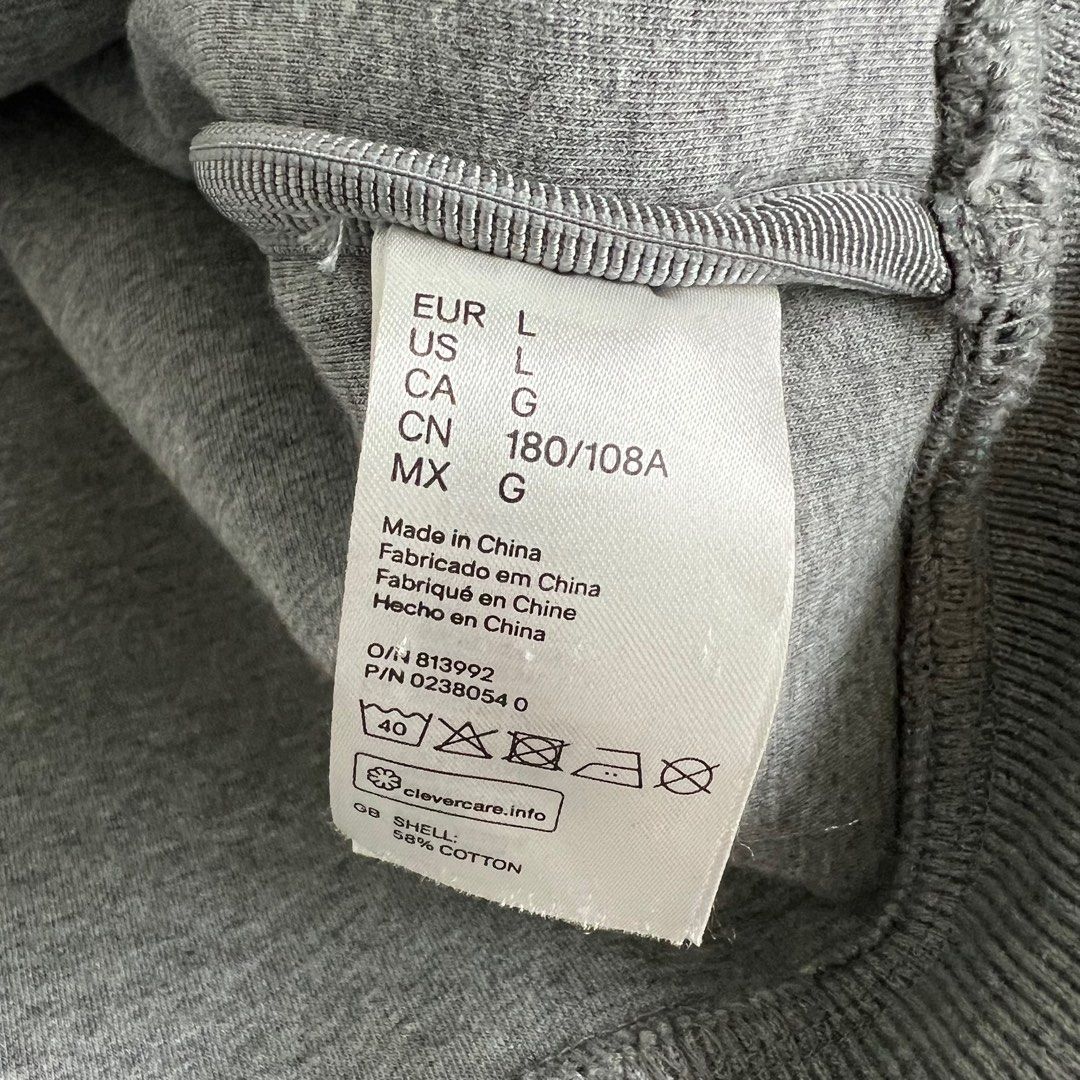 EUR L
US L
CA G
CN 180/108A
MX G
Made in China
Fabricado em China
Fabriqué en Chine
Hecho en China
O/N 813992
P/N 0238054 0
40
clevercare.info
GB SHELL:
58% COTTON